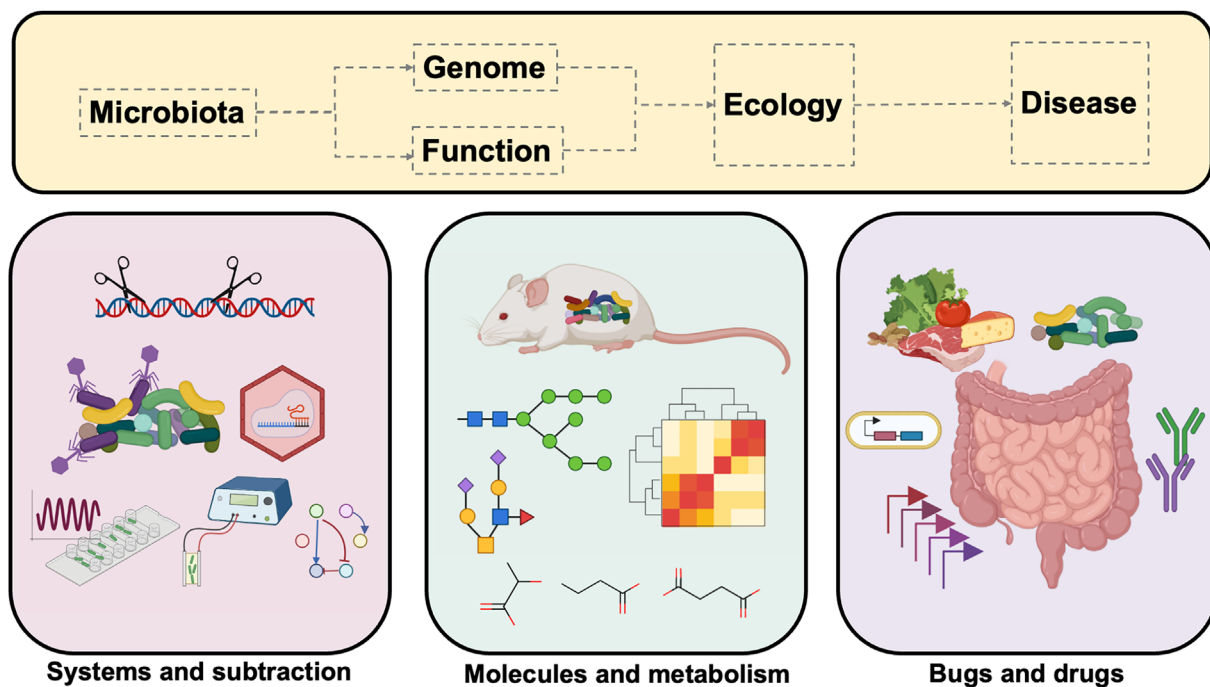 Microbiota
Genome
Function
Ecology
Disease
Systems and subtraction
Molecules and metabolism
Bugs and drugs